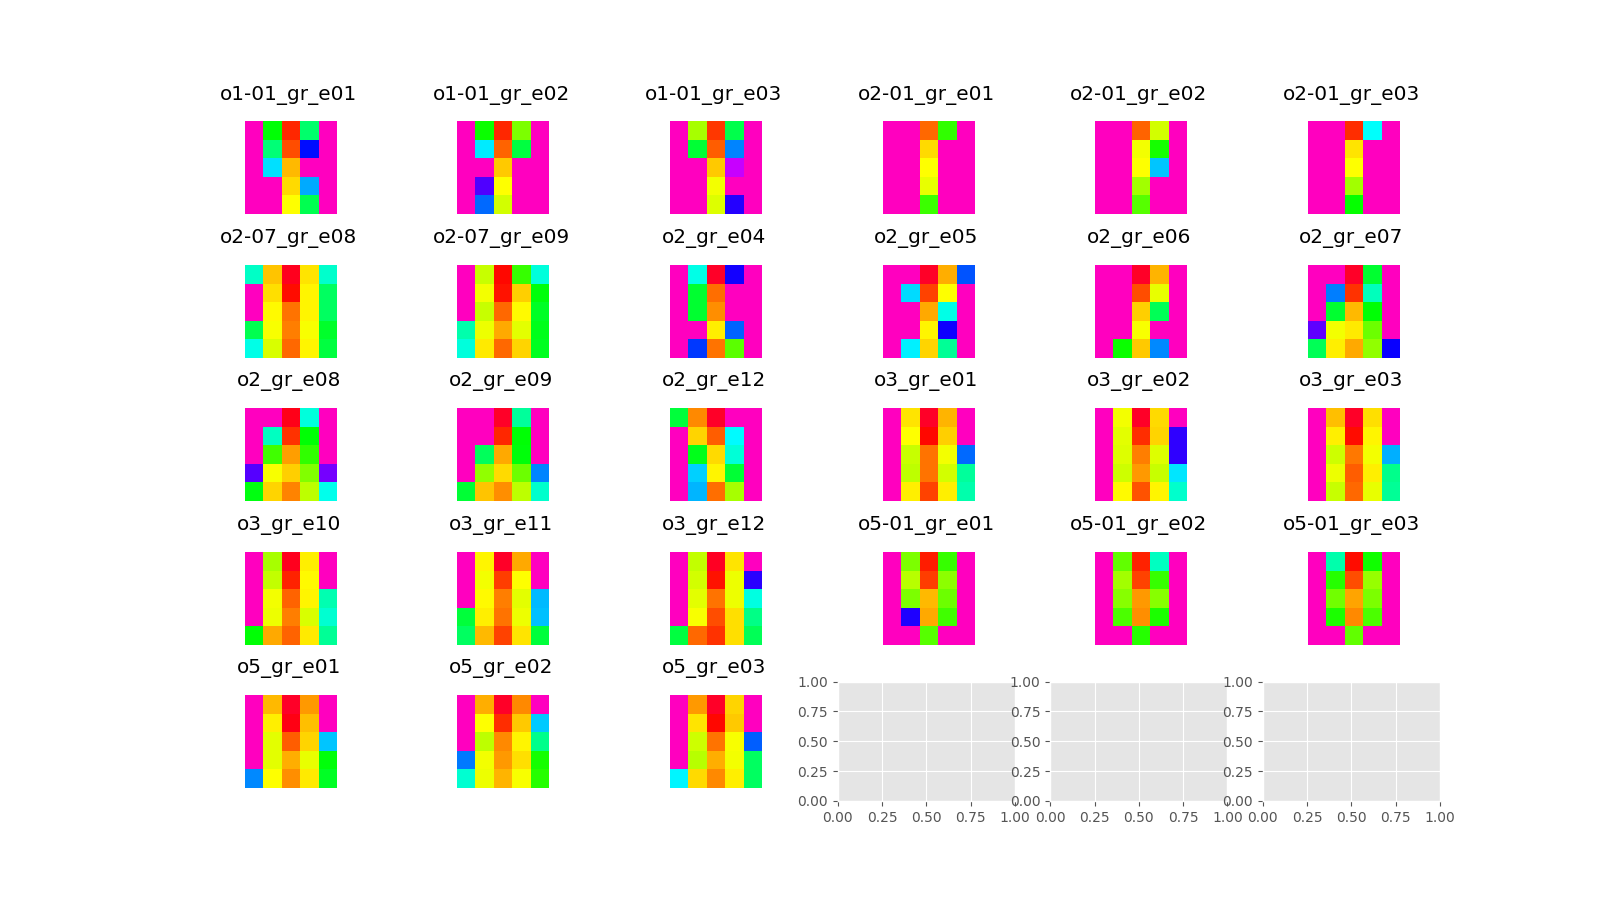 o1-01_gr_e01 o1-01_gr_e02 o1-01_gr_e03 o2-01_gr_e01 o2-01_gr_e02 o2-01_gr_e03
o2-07_gr_e08 o2-07_gr_e09 o2_gr_e04 o2_gr_e05 o2_gr_e06 o2_gr_e07
o2_gr_e08 o2_gr_e09 o2_gr_e12 o3_gr_e01 o3_gr_e02 o3_gr_e03
o3_gr_e10 o3_gr_e11 o3_gr_e12 o5-01_gr_e01 o5-01_gr_e02 o5-01_gr_e03
o5_gr_e01 o5_gr_e02 o5_gr_e03
1.00 1.00 1.00
0.75 0.75 0.75
0.50 0.50 0.50
0.25 0.25 0.25
0.00 0.00 0.00
0.00 0.25 0.50 0.75 1.00 0.00 0.25 0.50 0.75 1.00 0.00 0.25 0.50 0.75 1.00